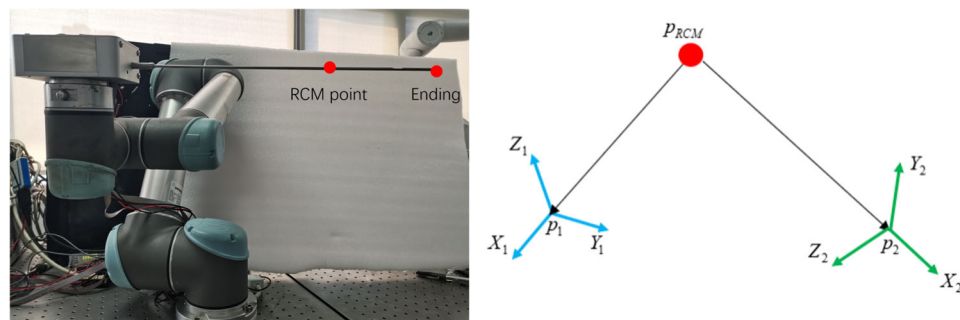 RCM point
Ending
p_RCM
Z_1
p_1
X_1
Y_1
Y_2
Z_2
p_2
X_2